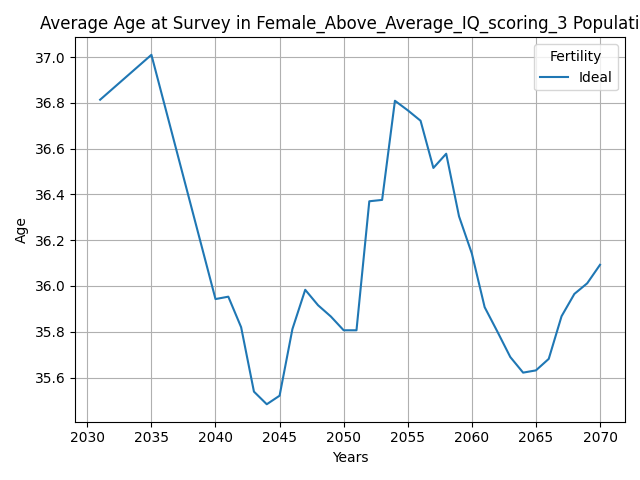 Average Age at Survey in Female_Above_Average_IQ_scoring_3 Populati
Fertility
Ideal
37.0
36.8
36.6
36.4
36.2
36.0
35.8
35.6
Age
2030 2035 2040 2045 2050 2055 2060 2065 2070
Years